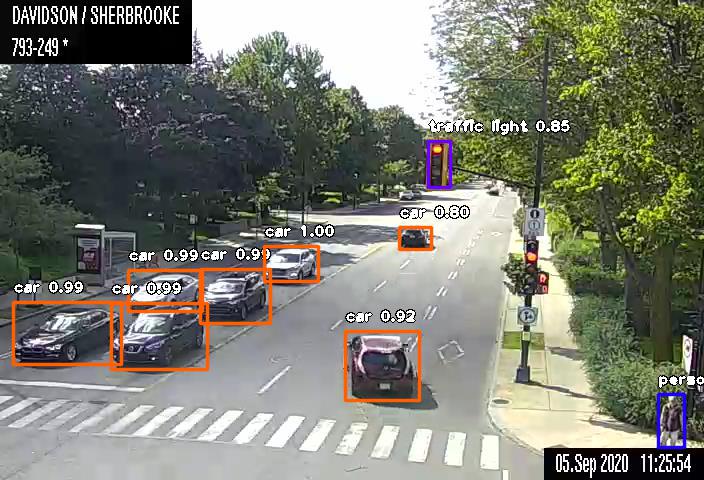 DAVIDSON / SHERBROOKE
793-249 *
traffic light 0.85
car 0.80
car 1.00
car 0.99
car 0.99
car 0.99
car 0.99
car 0.92
perso
05.Sep 2020 11:25:54